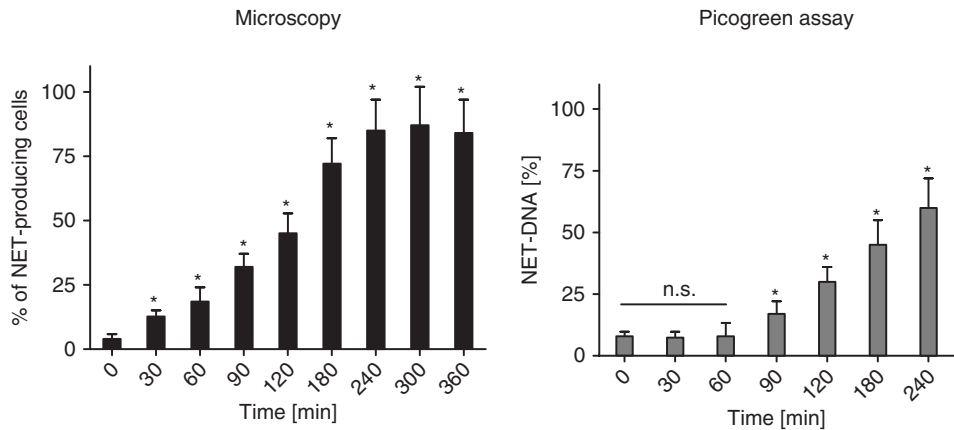 Microscopy
% of NET-producing cells
100
75
50
25
0
* * * * * * * *
0 30 60 90 120 180 240 300 360
Time [min]
Picogreen assay
NET-DNA [%]
100
75
50
25
0
n.s.
* * * *
0 30 60 90 120 180 240
Time [min]